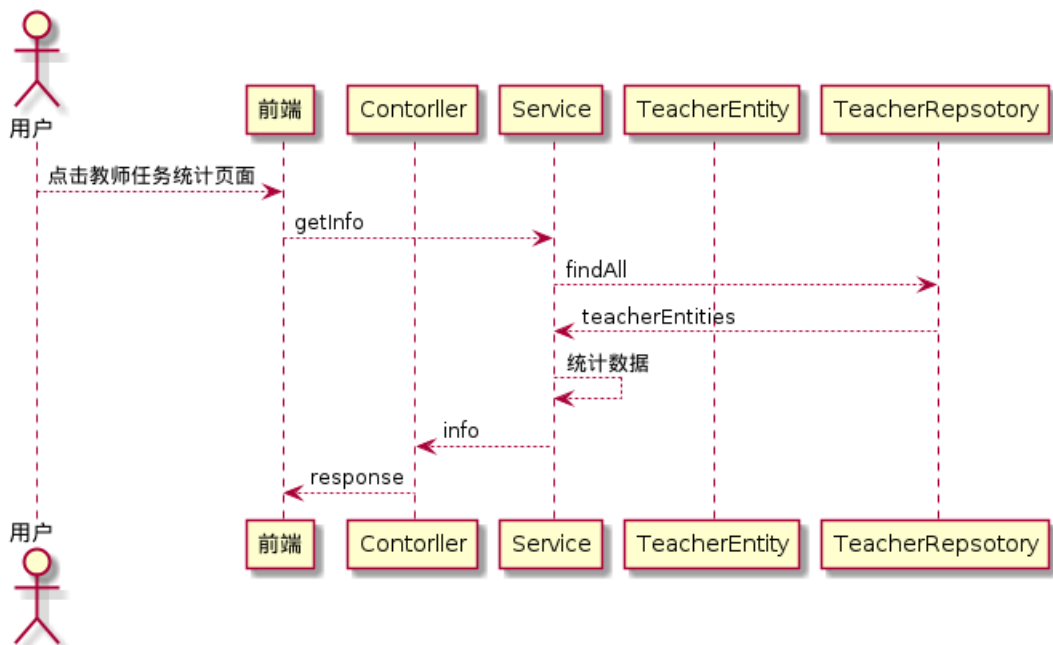 用户
前端
Contorller
Service
TeacherEntity
TeacherRepsotory
点击教师任务统计页面
getInfo
findAll
teacherEntities
统计数据
info
response
用户
前端
Contorller
Service
TeacherEntity
TeacherRepsotory